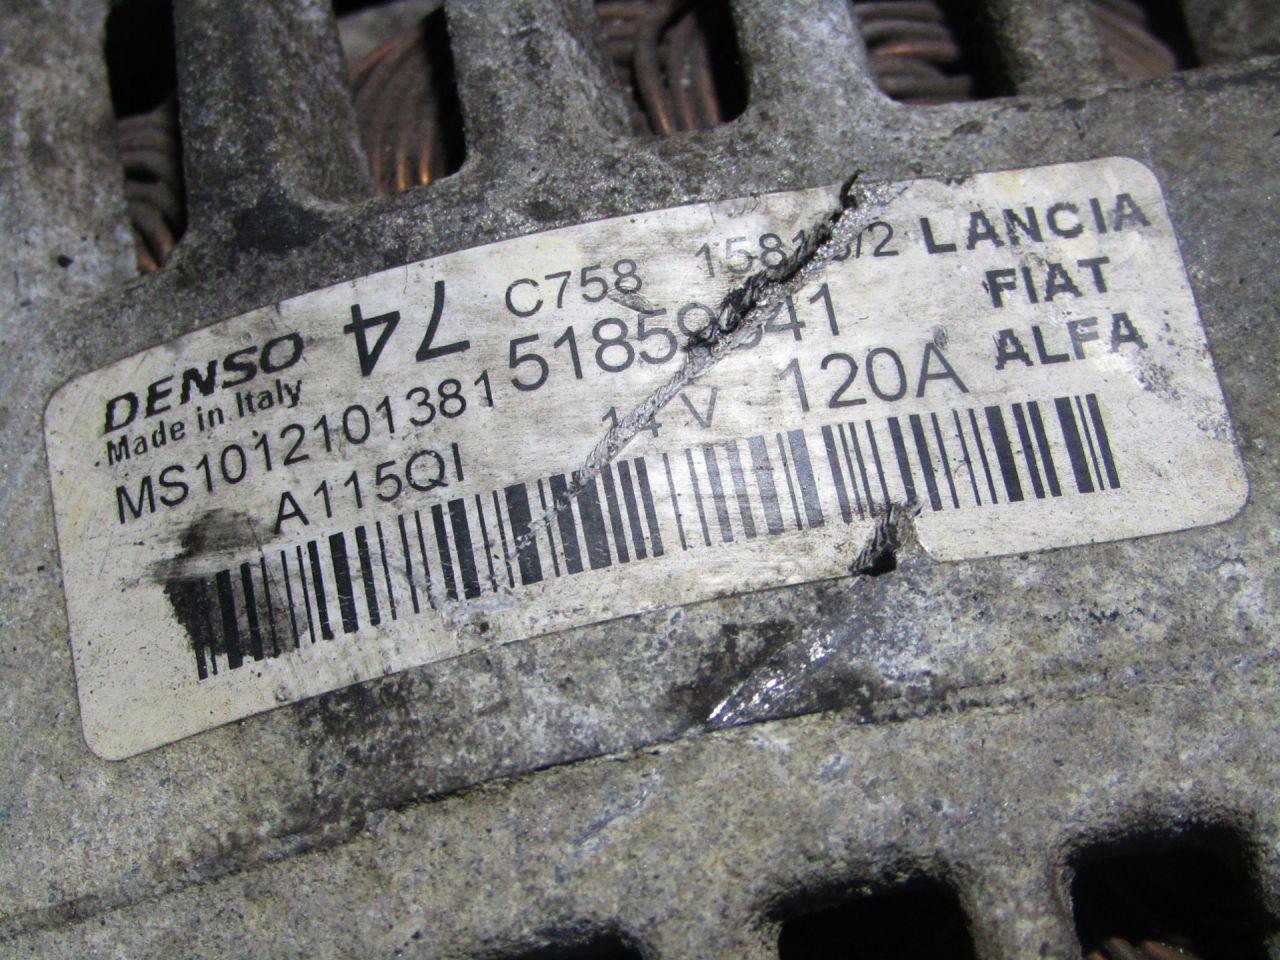 DENSO
Made in Italy
74
C758
LANCIA
FIAT
ALFA
MS1012101381
14 V 120A
A115QI